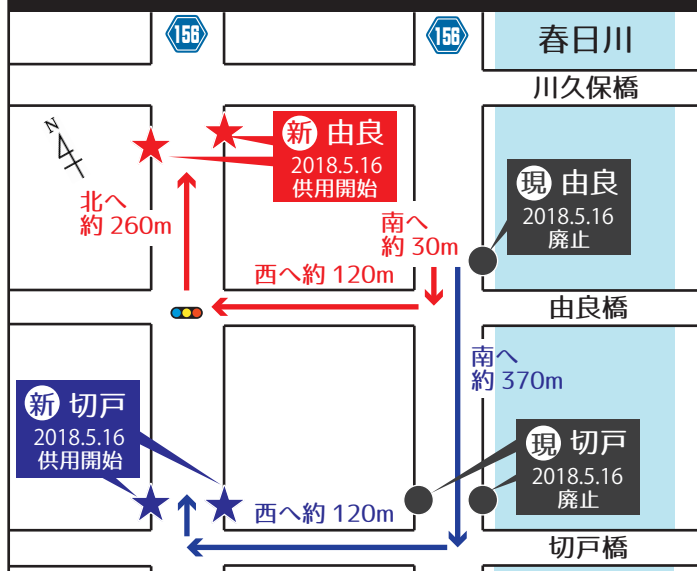 156
156
春日川
川久保橋
N
新 由良
2018.5.16
供用開始
現 由良
2018.5.16
廃止
北へ
約 260m
南へ
約 30m
西へ約 120m
由良橋
南へ
約 370m
新 切戸
2018.5.16
供用開始
現 切戸
2018.5.16
廃止
西へ約 120m
切戸橋